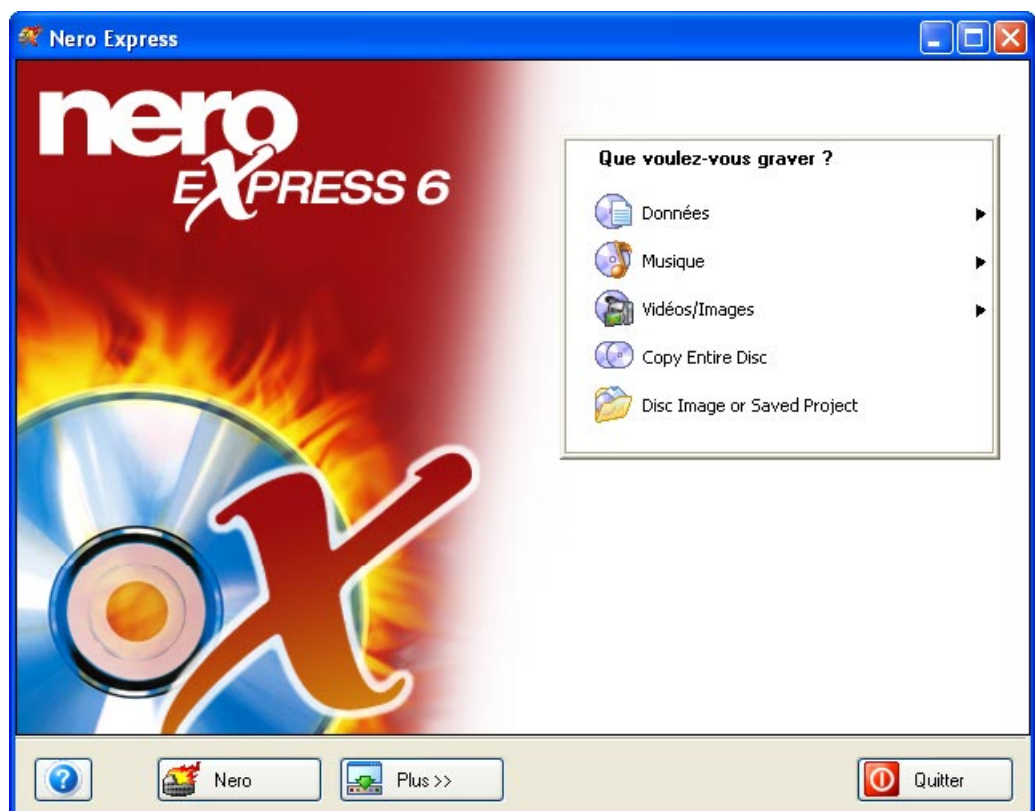 Nero Express
nero
EXPRESS 6
Que voulez-vous graver ?
Données
Musique
Vidéos/Images
Copy Entire Disc
Disc Image or Saved Project
?
Nero
Plus >>
Quitter